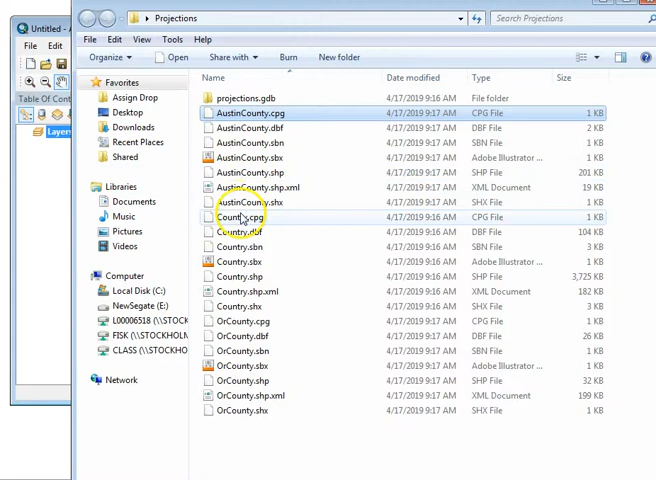 Untitled - A
File Edit
Table Of Cont
Layers
Projections
Search Projections
File Edit View Tools Help
Organize Open Share with Burn New folder
Name Date modified Type Size
Favorites
Assign Drop
Desktop
Downloads
Recent Places
Shared
Libraries
Documents
Music
Pictures
Videos
Computer
Local Disk (C:)
NewSegate (E:)
L00006518 (\\STOCK
FISK (\\STOCKHO
CLASS (\\STOCKHO
Network
projections.gdb 4/17/2019 9:16 AM File folder
AustinCounty.cpg 4/17/2019 9:16 AM CPG File 1 KB
AustinCounty.dbf 4/17/2019 9:17 AM DBF File 2 KB
AustinCounty.sbn 4/17/2019 9:17 AM SBN File 1 KB
AustinCounty.sbx 4/17/2019 9:17 AM Adobe Illustrator ... 1 KB
AustinCounty.shp 4/17/2019 9:17 AM SHP File 201 KB
AustinCounty.shp.xml 4/17/2019 9:16 AM XML Document 19 KB
AustinCounty.shx 4/17/2019 9:17 AM SHX File 1 KB
Country.cpg 4/17/2019 9:16 AM CPG File 1 KB
Country.dbf 4/17/2019 9:16 AM DBF File 104 KB
Country.sbn 4/17/2019 9:16 AM SBN File 3 KB
Country.sbx 4/17/2019 9:17 AM Adobe Illustrator ... 1 KB
Country.shp 4/17/2019 9:16 AM SHP File 3,725 KB
Country.shp.xml 4/17/2019 9:16 AM XML Document 182 KB
Country.shx 4/17/2019 9:17 AM SHX File 3 KB
OrCounty.cpg 4/17/2019 9:17 AM CPG File 1 KB
OrCounty.dbf 4/17/2019 9:17 AM DBF File 26 KB
OrCounty.sbn 4/17/2019 9:17 AM SBN File 1 KB
OrCounty.sbx 4/17/2019 9:17 AM Adobe Illustrator ... 1 KB
OrCounty.shp 4/17/2019 9:17 AM SHP File 32 KB
OrCounty.shp.xml 4/17/2019 9:16 AM XML Document 199 KB
OrCounty.shx 4/17/2019 9:17 AM SHX File 1 KB